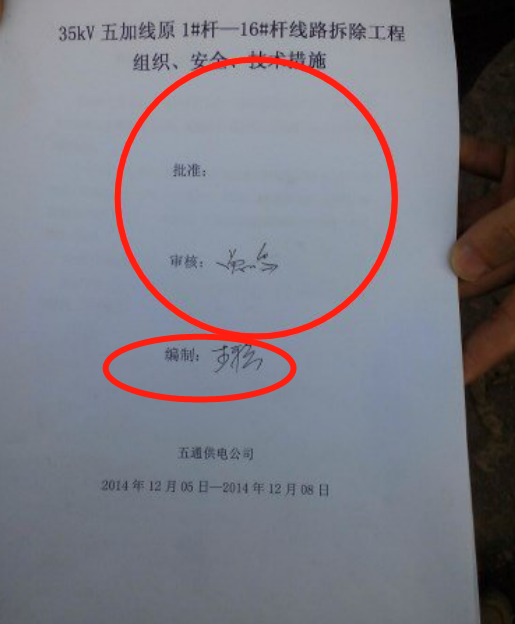 35kV 五加线原 1#杆—16#杆线路拆除工程
组织、安全、技术措施
批准：
审核：
编制：
五通供电公司
2014 年 12 月 05 日—2014 年 12 月 08 日